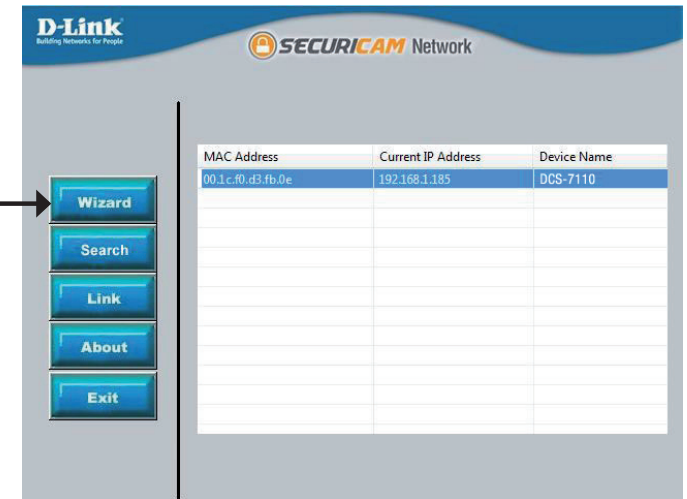 D-Link
Building Networks for People
SECURICAM Network
MAC Address Current IP Address Device Name
00.1c.f0.d3.fb.0e 192.168.1.185 DCS-7110
Wizard
Search
Link
About
Exit